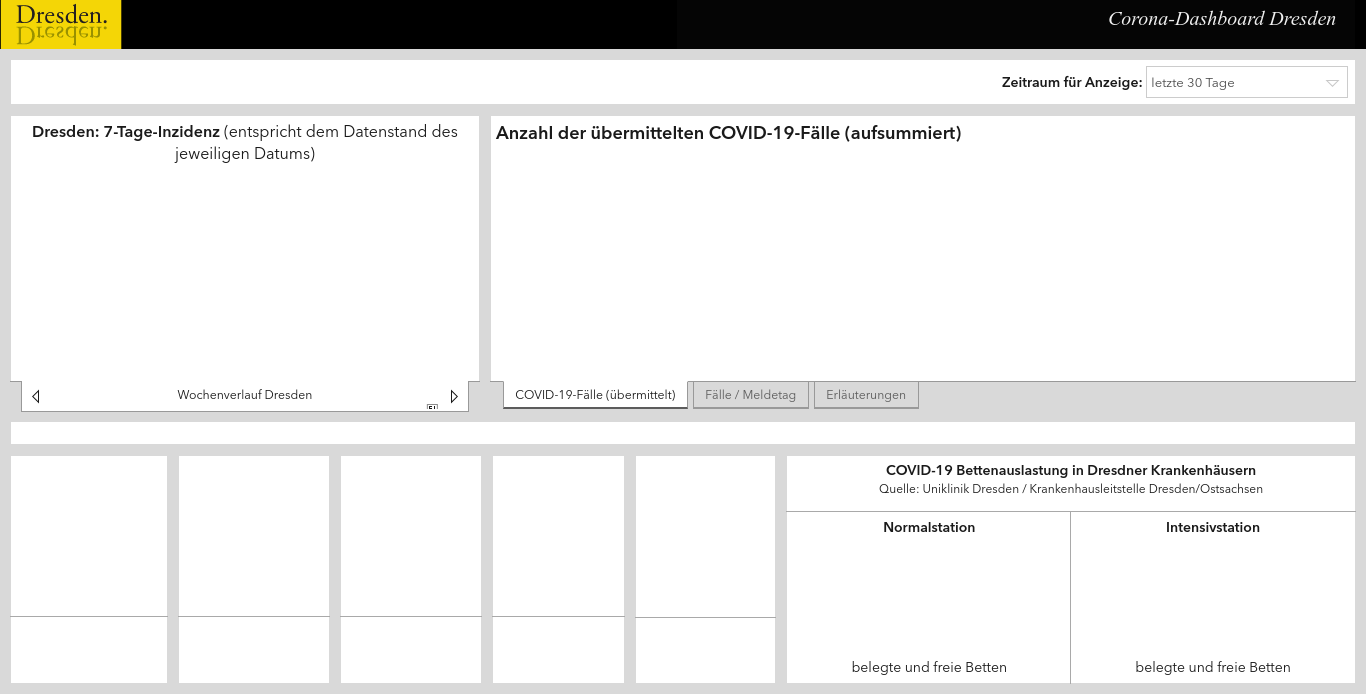 Dresden.
Corona-Dashboard Dresden
Zeitraum für Anzeige: letzte 30 Tage
Dresden: 7-Tage-Inzidenz (entspricht dem Datenstand des
jeweiligen Datums)
Anzahl der übermittelten COVID-19-Fälle (aufsummiert)
Wochenverlauf Dresden
COVID-19-Fälle (übermittelt)
Fälle / Meldetag
Erläuterungen
COVID-19 Bettenauslastung in Dresdner Krankenhäusern
Quelle: Uniklinik Dresden / Krankenhausleitstelle Dresden/Ostsachsen
Normalstation
Intensivstation
belegte und freie Betten
belegte und freie Betten